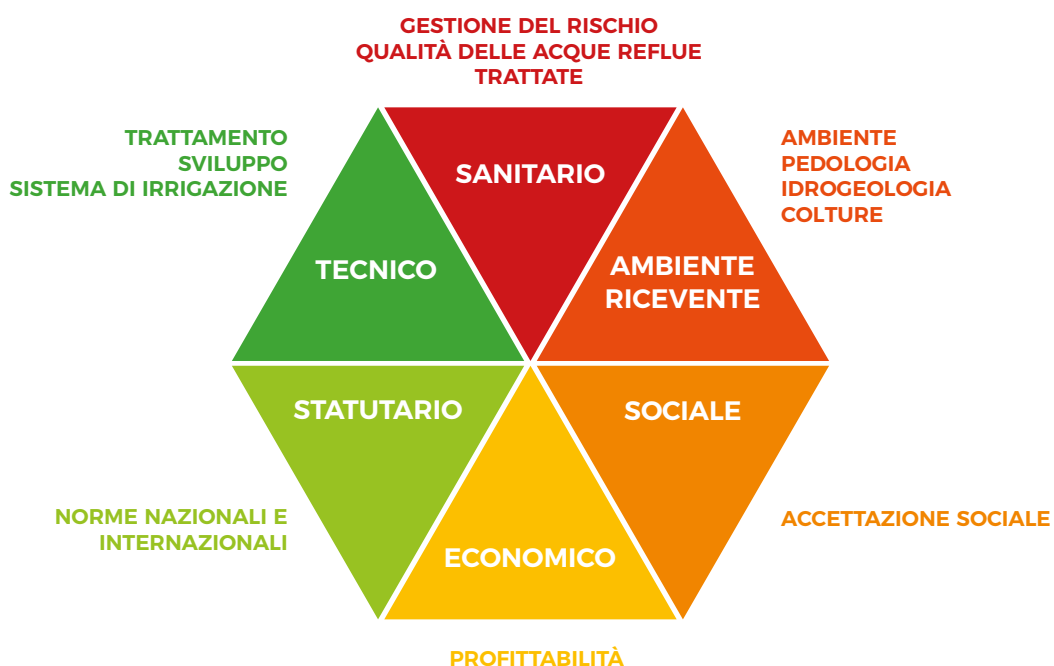 GESTIONE DEL RISCHIO
QUALITÀ DELLE ACQUE REFLUE
TRATTATE
TRATTAMENTO
SVILUPPO
SISTEMA DI IRRIGAZIONE
SANITARIO
AMBIENTE
PEDOLOGIA
IDROGEOLOGIA
COLTURE
TECNICO
AMBIENTE
RICEVENTE
STATUTARIO
SOCIALE
NORME NAZIONALI E
INTERNAZIONALI
ECONOMICO
ACCETTAZIONE SOCIALE
PROFITTABILITÀ